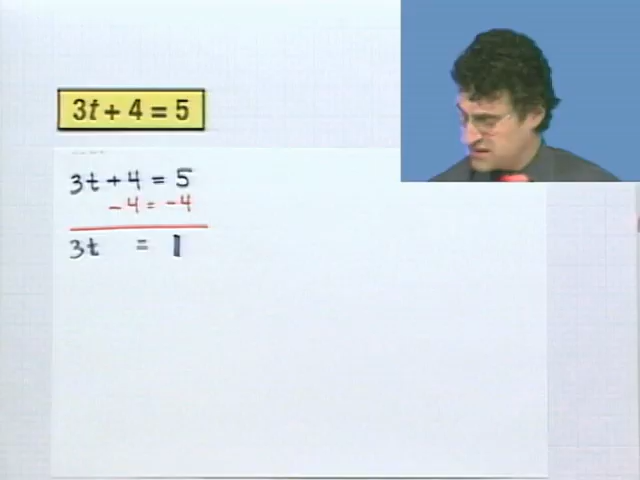 3t + 4 = 5
3t + 4 = 5
- 4 = - 4
3t = 1